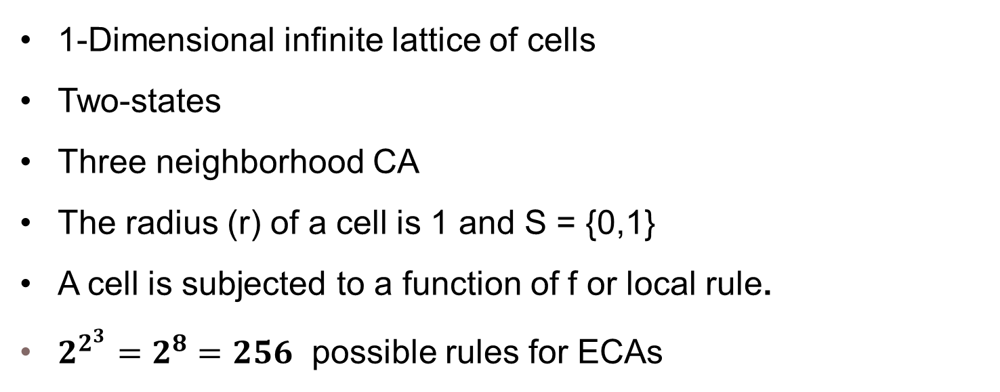 • 1-Dimensional infinite lattice of cells
• Two-states
• Three neighborhood CA
• The radius (r) of a cell is 1 and S = {0,1}
• A cell is subjected to a function of f or local rule.
• 2^{2^3} = 2^8 = 256 possible rules for ECAs